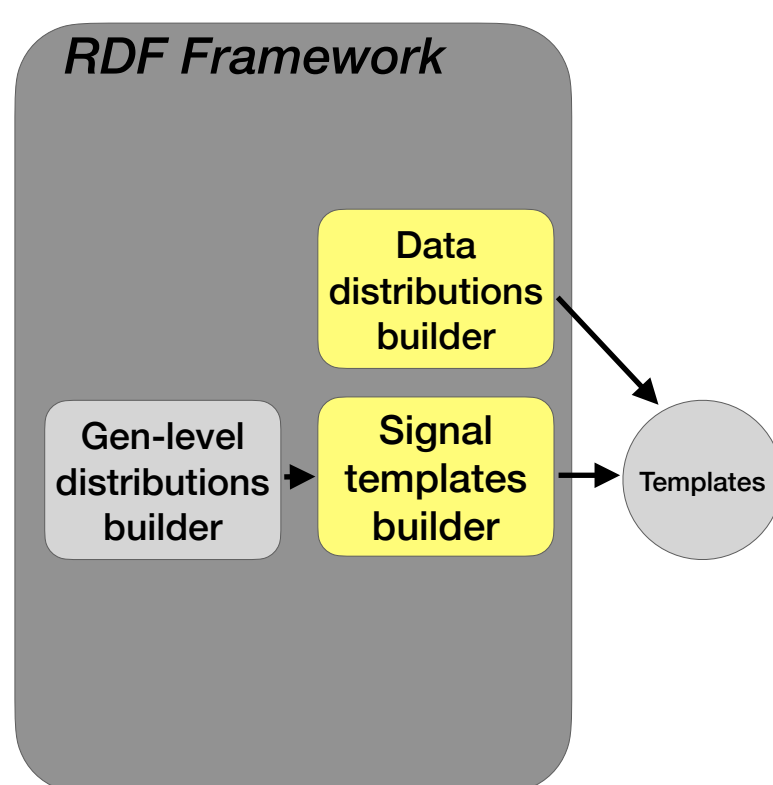 RDF Framework
Data
distributions
builder
Gen-level
distributions
builder
Signal
templates
builder
Templates